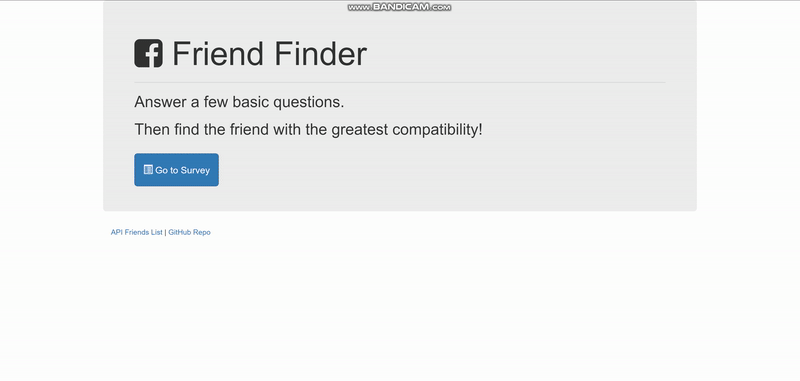 www.BANDICAM.com
Friend Finder
Answer a few basic questions.
Then find the friend with the greatest compatibility!
Go to Survey
API Friends List | GitHub Repo